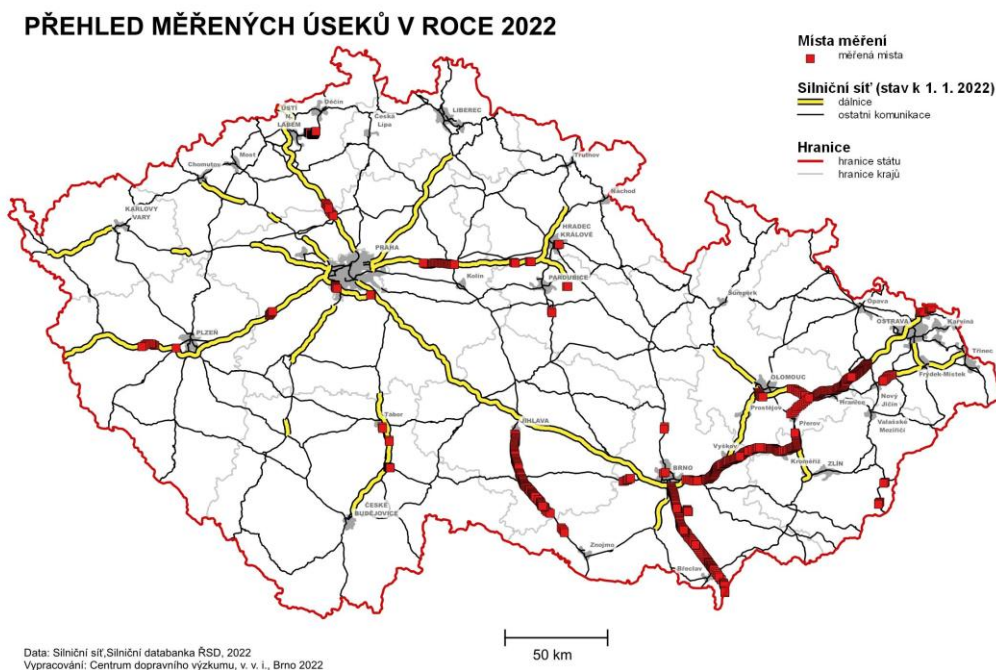 PŘEHLED MĚŘENÝCH ÚSEKŮ V ROCE 2022
Místa měření
měřená místa
Silniční síť (stav k 1. 1. 2022)
dálnice
ostatní komunikace
Hranice
hranice státu
hranice krajů
Děčín
ÚSTÍ
N.
LABEM
Česká
Lípa
LIBEREC
Most
Chomutov
Trutnov
Náchod
KARLOVY
VARY
HRADEC
KRÁLOVÉ
PRAHA
Kolín
PARDUBICE
Šumperk
Opava
OSTRAVA
Karviná
Třinec
PLZEŇ
Frýdek-Místek
OLOMOUC
Nový
Jičín
Hranice
Prostějov
Valašské
Meziříčí
Přerov
Tábor
JIHLAVA
Vyškov
Kroměříž
ZLÍN
BRNO
ČESKÉ
BUDĚJOVICE
Znojmo
Břeclav
50 km
Data: Silniční síť,Silniční databanka ŘSD, 2022
Vypracování: Centrum dopravního výzkumu, v. v. i., Brno 2022